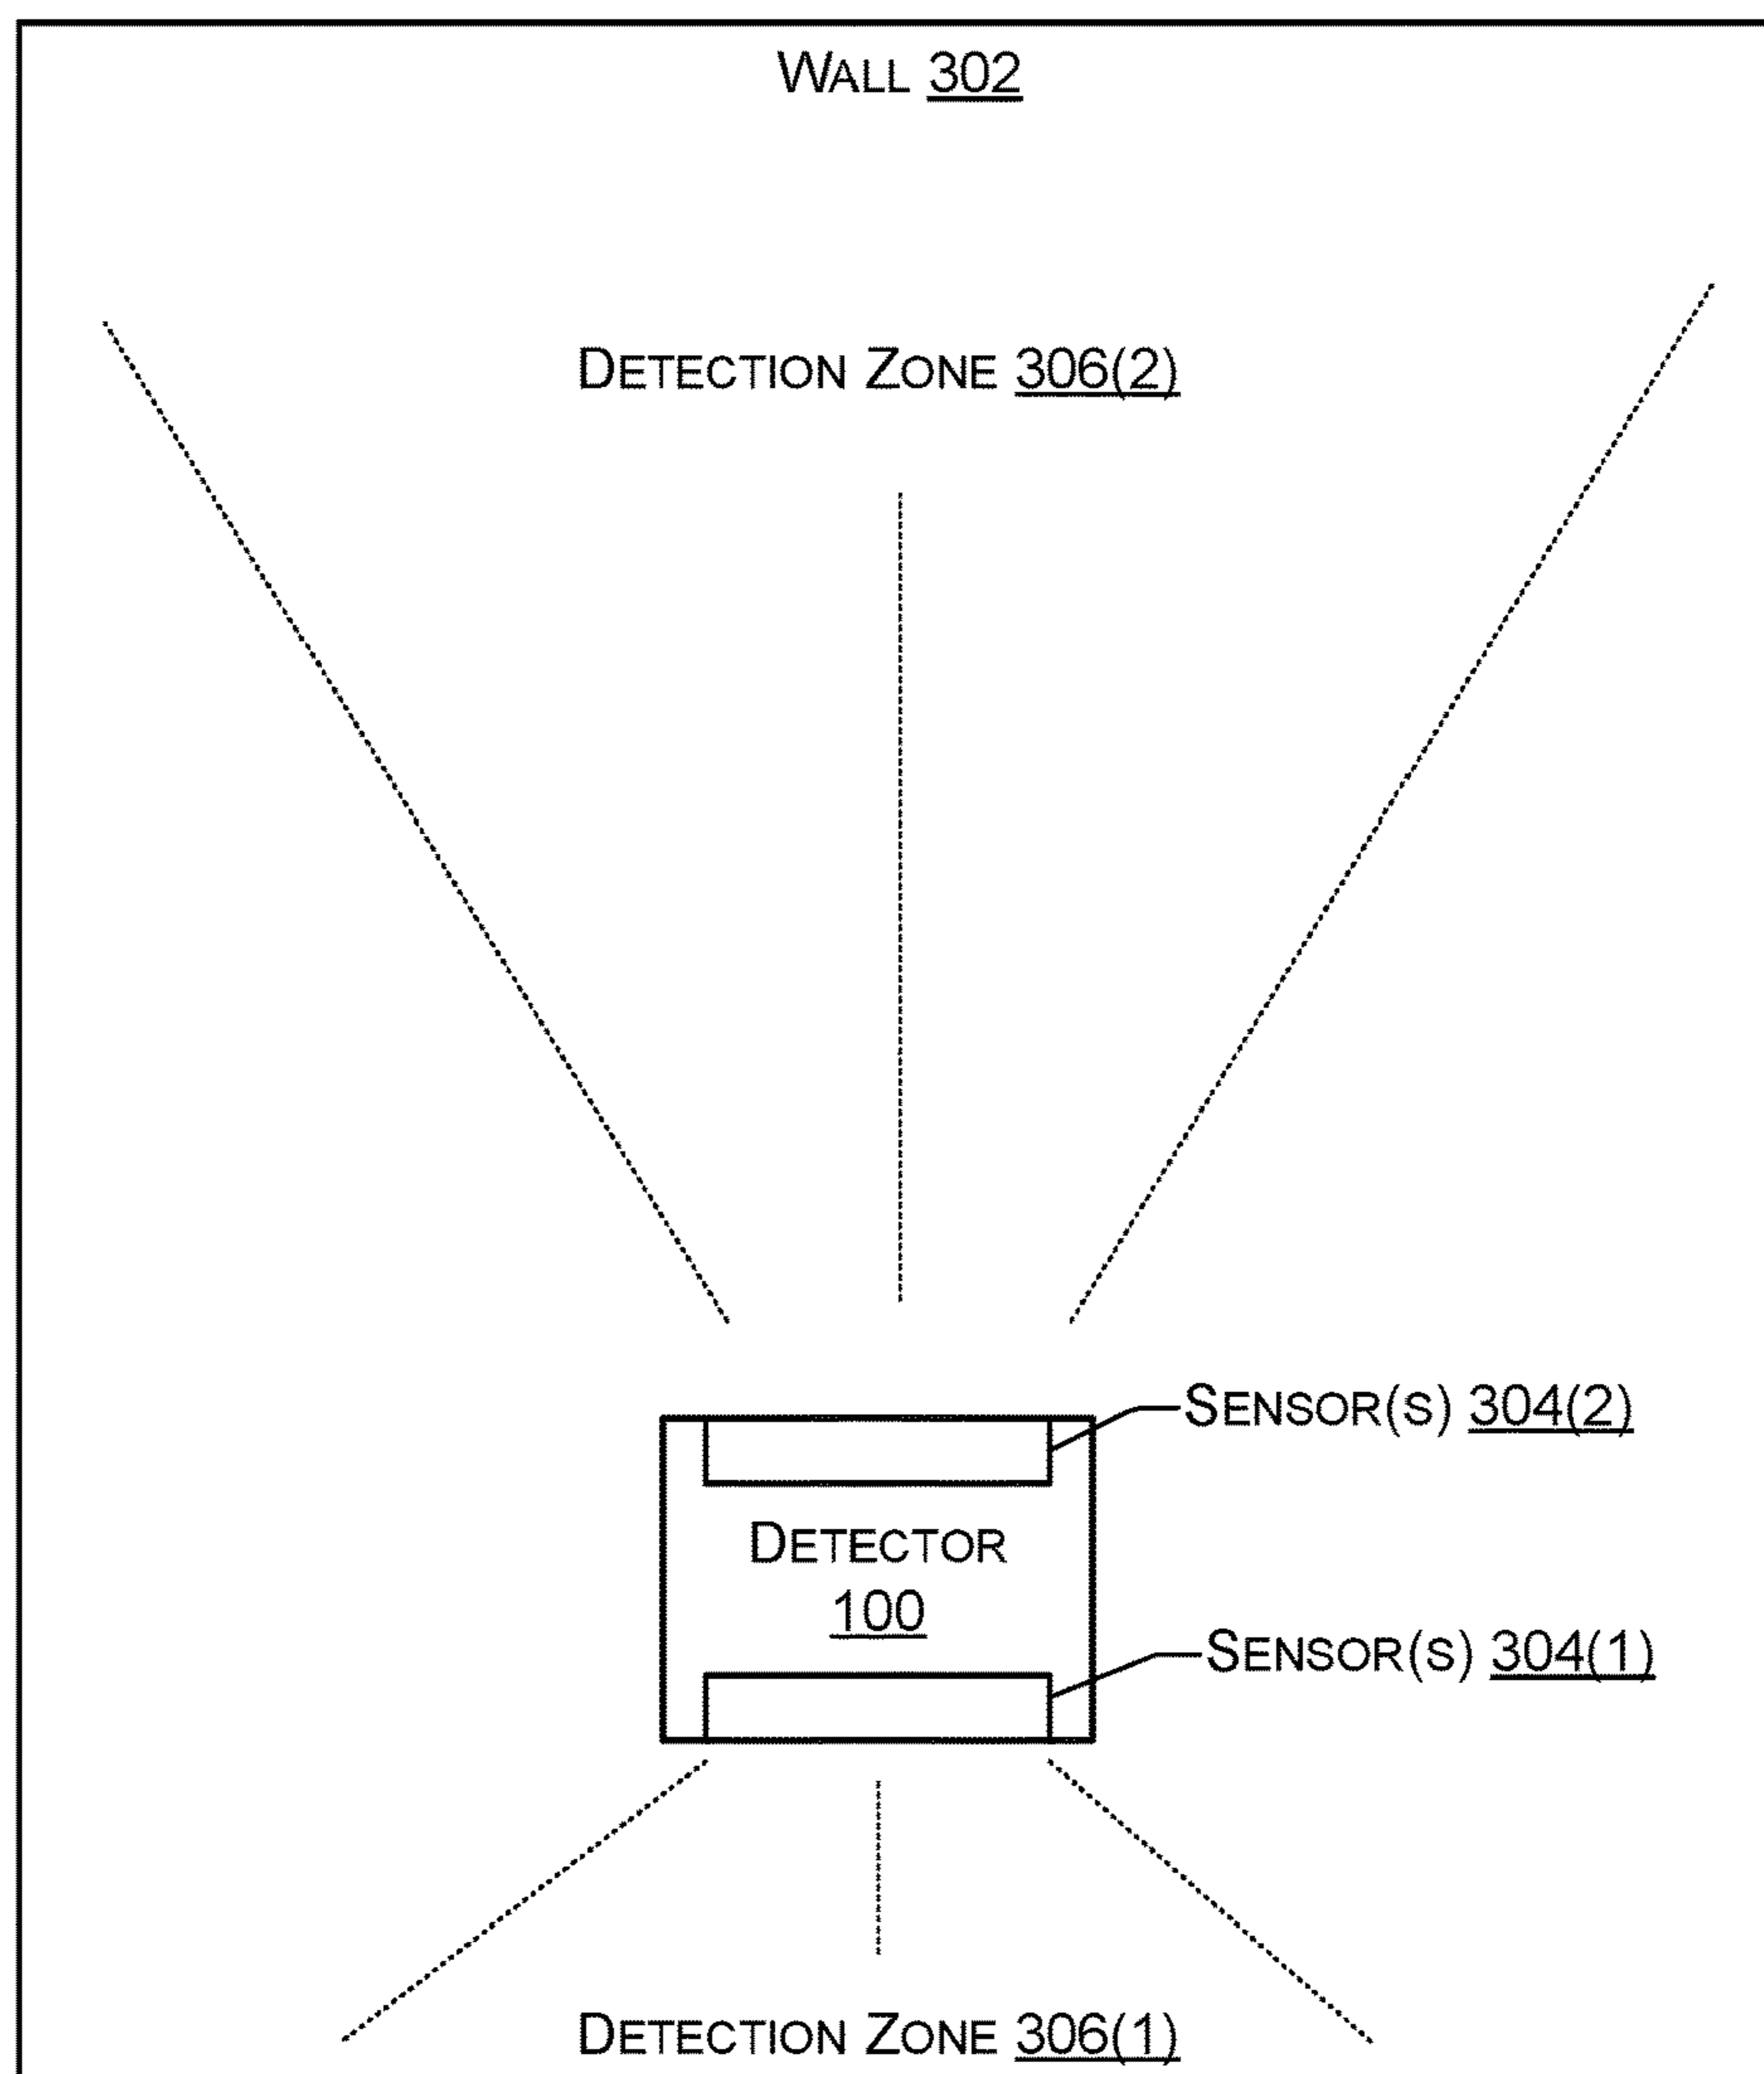 WALL 302
DETECTION ZONE 306(2)
SENSOR(S) 304(2)
DETECTOR
100
SENSOR(S) 304(1)
DETECTION ZONE 306(1)